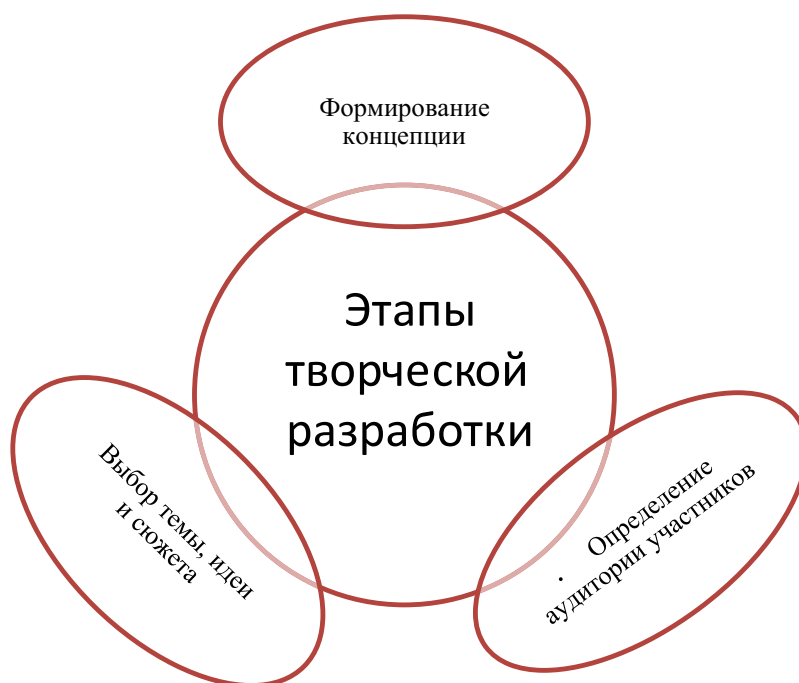 Формирование
концепции
Этапы
творческой
разработки
Выбор темы, идеи
и сюжета
. Определение
аудитории участников